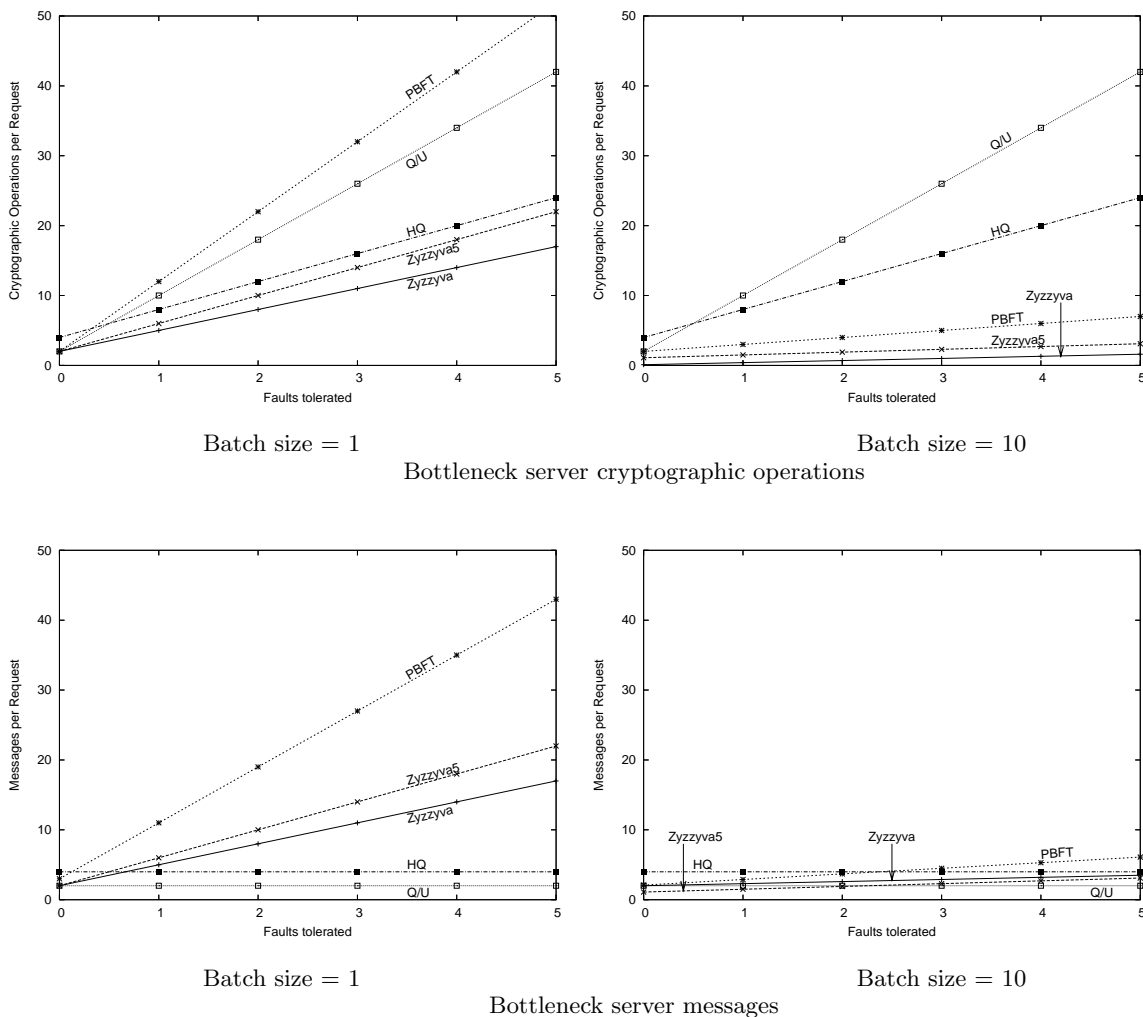 50
40
30
20
10
0
Cryptographic Operations per Request
PBFT
Q/U
HQ
Zyzzyva5
Zyzzyva
0 1 2 3 4 5
Faults tolerated
Batch size = 1
50
40
30
20
10
0
Cryptographic Operations per Request
Q/U
HQ
Zyzzyva
PBFT
Zyzzyva5
0 1 2 3 4 5
Faults tolerated
Batch size = 10
Bottleneck server cryptographic operations
50
40
30
20
10
0
Messages per Request
PBFT
Zyzzyva5
Zyzzyva
HQ
Q/U
0 1 2 3 4 5
Faults tolerated
Batch size = 1
50
40
30
20
10
0
Messages per Request
Zyzzyva5
Zyzzyva
HQ
PBFT
Q/U
0 1 2 3 4 5
Faults tolerated
Batch size = 10
Bottleneck server messages